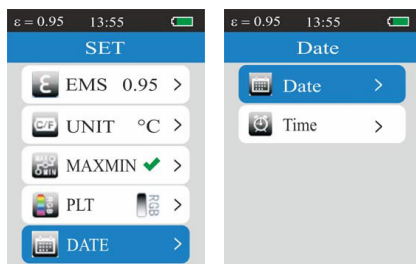 ε = 0.95 13:55
SET
EMS 0.95 >
C/F UNIT °C >
MAXMIN ✔ >
PLT RGB >
DATE >
ε = 0.95 13:55
Date
Date >
Time >